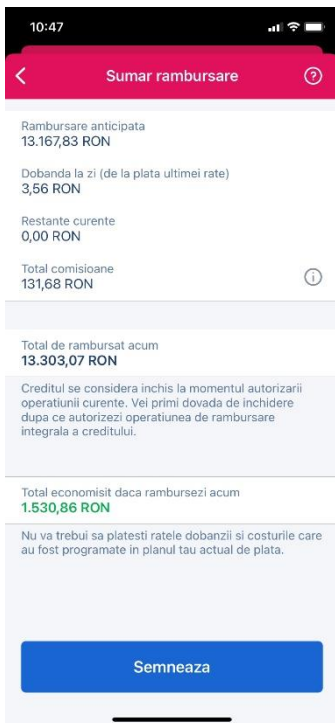 10:47
Sumar rambursare
Rambursare anticipata
13.167,83 RON
Dobanda la zi (de la plata ultimei rate)
3,56 RON
Restante curente
0,00 RON
Total comisioane
131,68 RON
Total de rambursat acum
13.303,07 RON
Creditul se considera inchis la momentul autorizarii
operatiunii curente. Vei primi dovada de inchidere
dupa ce autorizezi operatiunea de rambursare
integrala a creditului.
Total economisit daca rambursezi acum
1.530,86 RON
Nu va trebui sa platesti ratele dobanzii si costurile care
au fost programate in planul tau actual de plata.
Semneaza